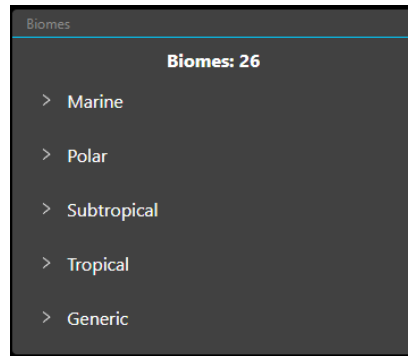 Biomes
Biomes: 26
Marine
Polar
Subtropical
Tropical
Generic